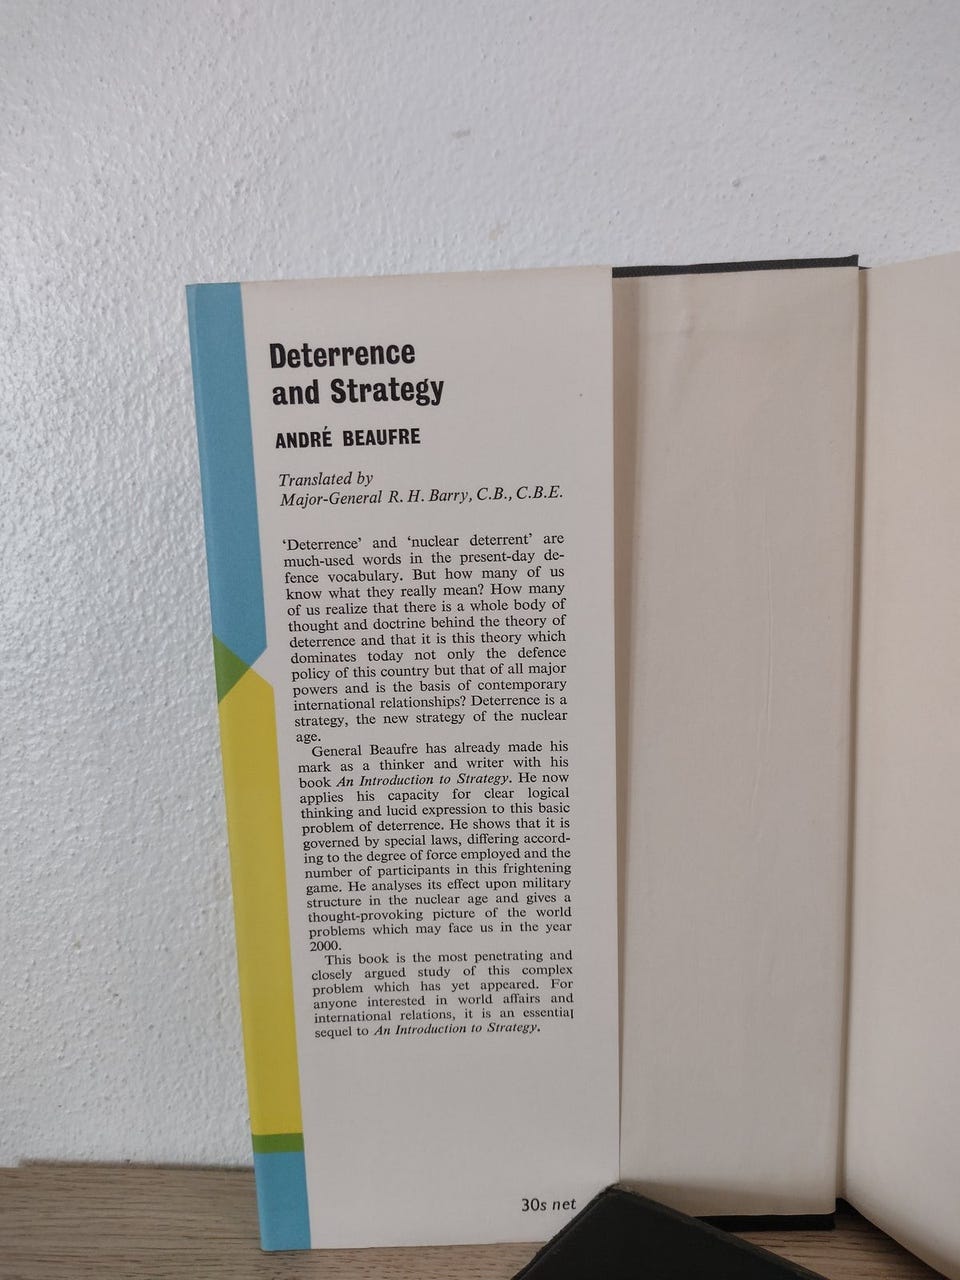 Deterrence
and Strategy
ANDRÉ BEAUFRE
Translated by
Major-General R. H. Barry, C.B., C.B.E.
‘Deterrence’ and ‘nuclear deterrent’ are
much-used words in the present-day de-
fence vocabulary. But how many of us
know what they really mean? How many
of us realize that there is a whole body of
thought and doctrine behind the theory of
deterrence and that it is this theory which
dominates today not only the defence
policy of this country but that of all major
powers and is the basis of contemporary
international relationships? Deterrence is a
strategy, the new strategy of the nuclear
age.
General Beaufre has already made his
mark as a thinker and writer with his
book An Introduction to Strategy. He now
applies his capacity for clear logical
thinking and lucid expression to this basic
problem of deterrence. He shows that it is
governed by special laws, differing accord-
ing to the degree of force employed and the
number of participants in this frightening
game. He analyses its effect upon military
structure in the nuclear age and gives a
thought-provoking picture of the world
problems which may face us in the year
2000.
This book is the most penetrating and
closely argued study of this complex
problem which has yet appeared. For
anyone interested in world affairs and
international relations, it is an essential
sequel to An Introduction to Strategy.
30s net